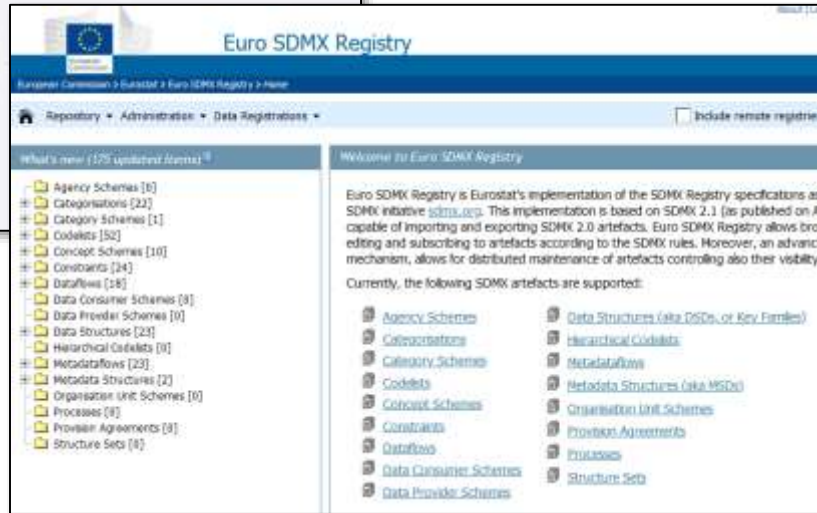 Euro SDMX Registry
European Commission > Eurostat > Euro SDMX Registry > Home
Repository Administration Data Registrations
Include remote registrie
What's new (175 updated items)
Welcome to Euro SDMX Registry
Agency Schemes
Categorisations [22]
Category Schemes [1]
Codelists [52]
Concept Schemes [10]
Constraints [24]
Dataflows [18]
Data Consumer Schemes
Data Provider Schemes [0]
Data Structures [23]
Hierarchical Codelists [0]
Metadataflows [23]
Metadata Structures [2]
Organisation Unit Schemes [0]
Processes
Provision Agreements
Structure Sets
Euro SDMX Registry is Eurostat's implementation of the SDMX Registry specifications as
SDMX initiative sdmx.org. This implementation is based on SDMX 2.1 (as published on A
capable of importing and exporting SDMX 2.0 artefacts. Euro SDMX Registry allows bro
editing and subscribing to artefacts according to the SDMX rules. Moreover, an advanc
mechanism, allows for distributed maintenance of artefacts controlling also their visibility
Currently, the following SDMX artefacts are supported:
Agency Schemes
Categorisations
Category Schemes
Codelists
Concept Schemes
Constraints
Dataflows
Data Consumer Schemes
Data Provider Schemes
Data Structures (aka DSDs, or Key Families)
Hierarchical Codelists
Metadataflows
Metadata Structures (aka MSDs)
Organisation Unit Schemes
Provision Agreements
Processes
Structure Sets